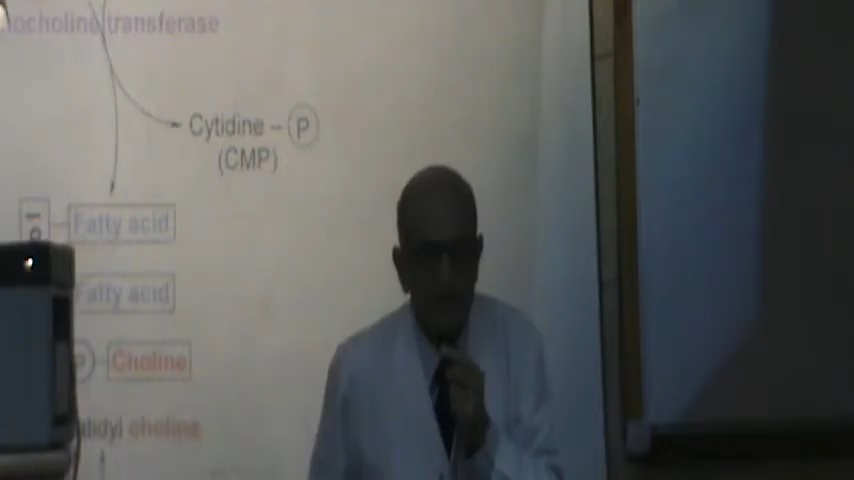 transferase
Cytidine – P
(CMP)
Fatty acid
Fatty acid
P Choline
choline